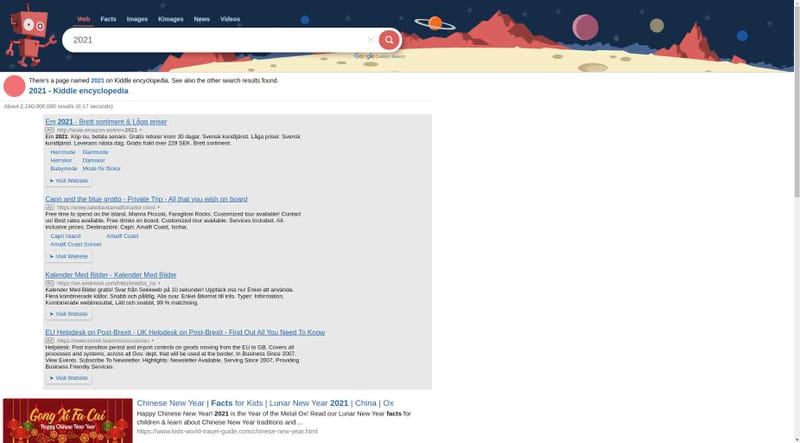 Web Facts Images Kimages News Videos
2021
Google Custom Search
There's a page named 2021 on Kiddle encyclopedia. See also the other search results found.
2021 - Kiddle encyclopedia
About 2,160,000,000 results (0.17 seconds)
Em 2021 - Brett sortiment & Låga priser
Ad http://www.amazon.se/em+2021
Em 2021. Köp nu, betala senare. Gratis returer inom 30 dagar. Svensk kundtjänst. Låga priser. Svensk
kundtjänst. Leverans nästa dag. Gratis frakt över 229 SEK. Brett sortiment.
Herrmode Dammode
Herrskor Damskor
Babymode Mode för flickor
➤ Visit Website
Capri and the blue grotto - Private Trip - All that you wish on board
Ad
Free time to spend on the island. Marina Piccola, Faraglioni Rocks. Customized tour available! Contact
us! Best rates available. Free drinks on board. Customized tour available. Services Included. All-
inclusive prices. Destinazioni: Capri, Amalfi Coast, Ischia.
Capri Island Amalfi Coast
Amalfi Coast Sunset
➤ Visit Website
Kalender Med Bilder - Kalender Med Bilder
Ad
Kalender Med Bilder gratis! Svar från Seekweb på 10 sekunder! Upptäck oss nu! Enkel att använda.
Flera kombinerade källor. Snabb och pålitlig. Alla svar. Enkel åtkomst till info. Typer: Information,
Kombinerade webbresultat, Lätt och snabbt, 99 % matchning.
➤ Visit Website
EU Helpdesk on Post-Brexit - UK Helpdesk on Post-Brexit - Find Out All You Need To Know
Ad
Helpdesk: Post transition period and import controls on goods moving from the EU to GB. Covers all
processes and systems, across all Gov. dept. that will be used at the border. In Business Since 2007.
View Events. Subscribe To Newsletter. Highlights: Newsletter Available, Serving Since 2007, Providing
Business Friendly Services.
➤ Visit Website
Gong Xi Fa Cai
Happy Chinese New Year
Chinese New Year | Facts for Kids | Lunar New Year 2021 | China | Ox
Happy Chinese New Year! 2021 is the Year of the Metal Ox! Read our Lunar New Year facts for
children & learn about Chinese New Year traditions and ...
https://www.kids-world-travel-guide.com/chinese-new-year.html